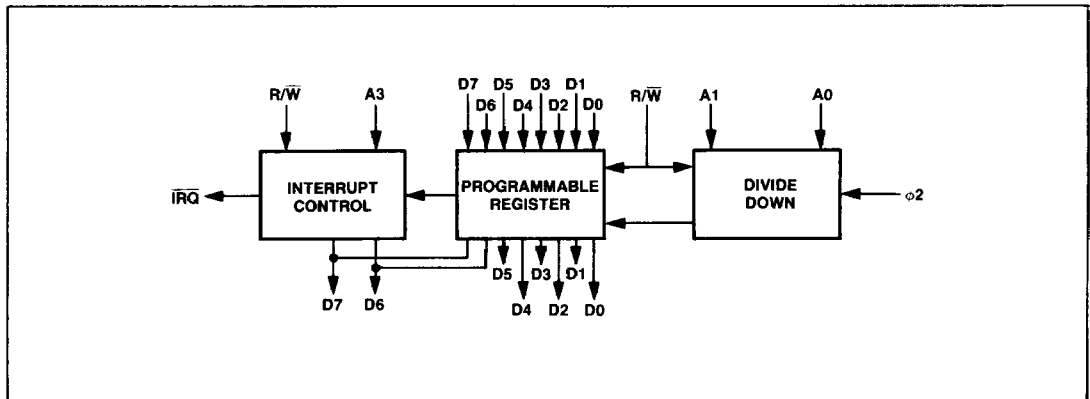 R/W̅ A3 D7 D5 D3 D1 R/W̅ A1 A0
D6 D4 D2 D0
INTERRUPT
CONTROL
PROGRAMMABLE
REGISTER
DIVIDE
DOWN
I̅R̅Q̅
ϕ2
D5 D3 D1
D7 D6 D4 D2 D0